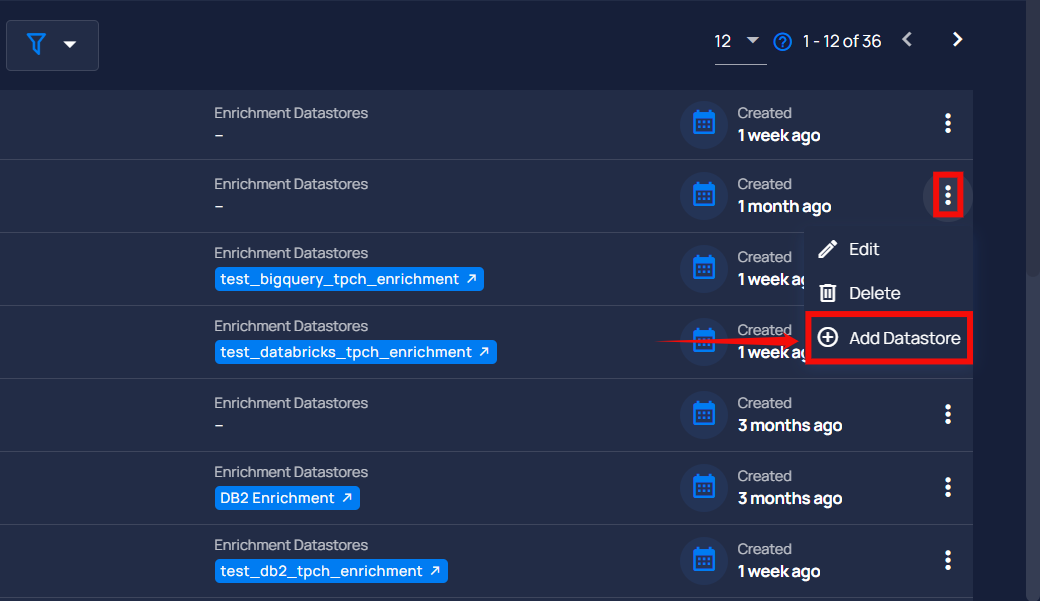 12 1 - 12 of 36
Enrichment Datastores
–
Created
1 week ago
Enrichment Datastores
–
Created
1 month ago
Enrichment Datastores
test_bigquery_tpch_enrichment
Created
1 week ag
Edit
Delete
Add Datastore
Enrichment Datastores
test_databricks_tpch_enrichment
Created
1 week ag
Enrichment Datastores
–
Created
3 months ago
Enrichment Datastores
DB2 Enrichment
Created
3 months ago
Enrichment Datastores
test_db2_tpch_enrichment
Created
1 week ago